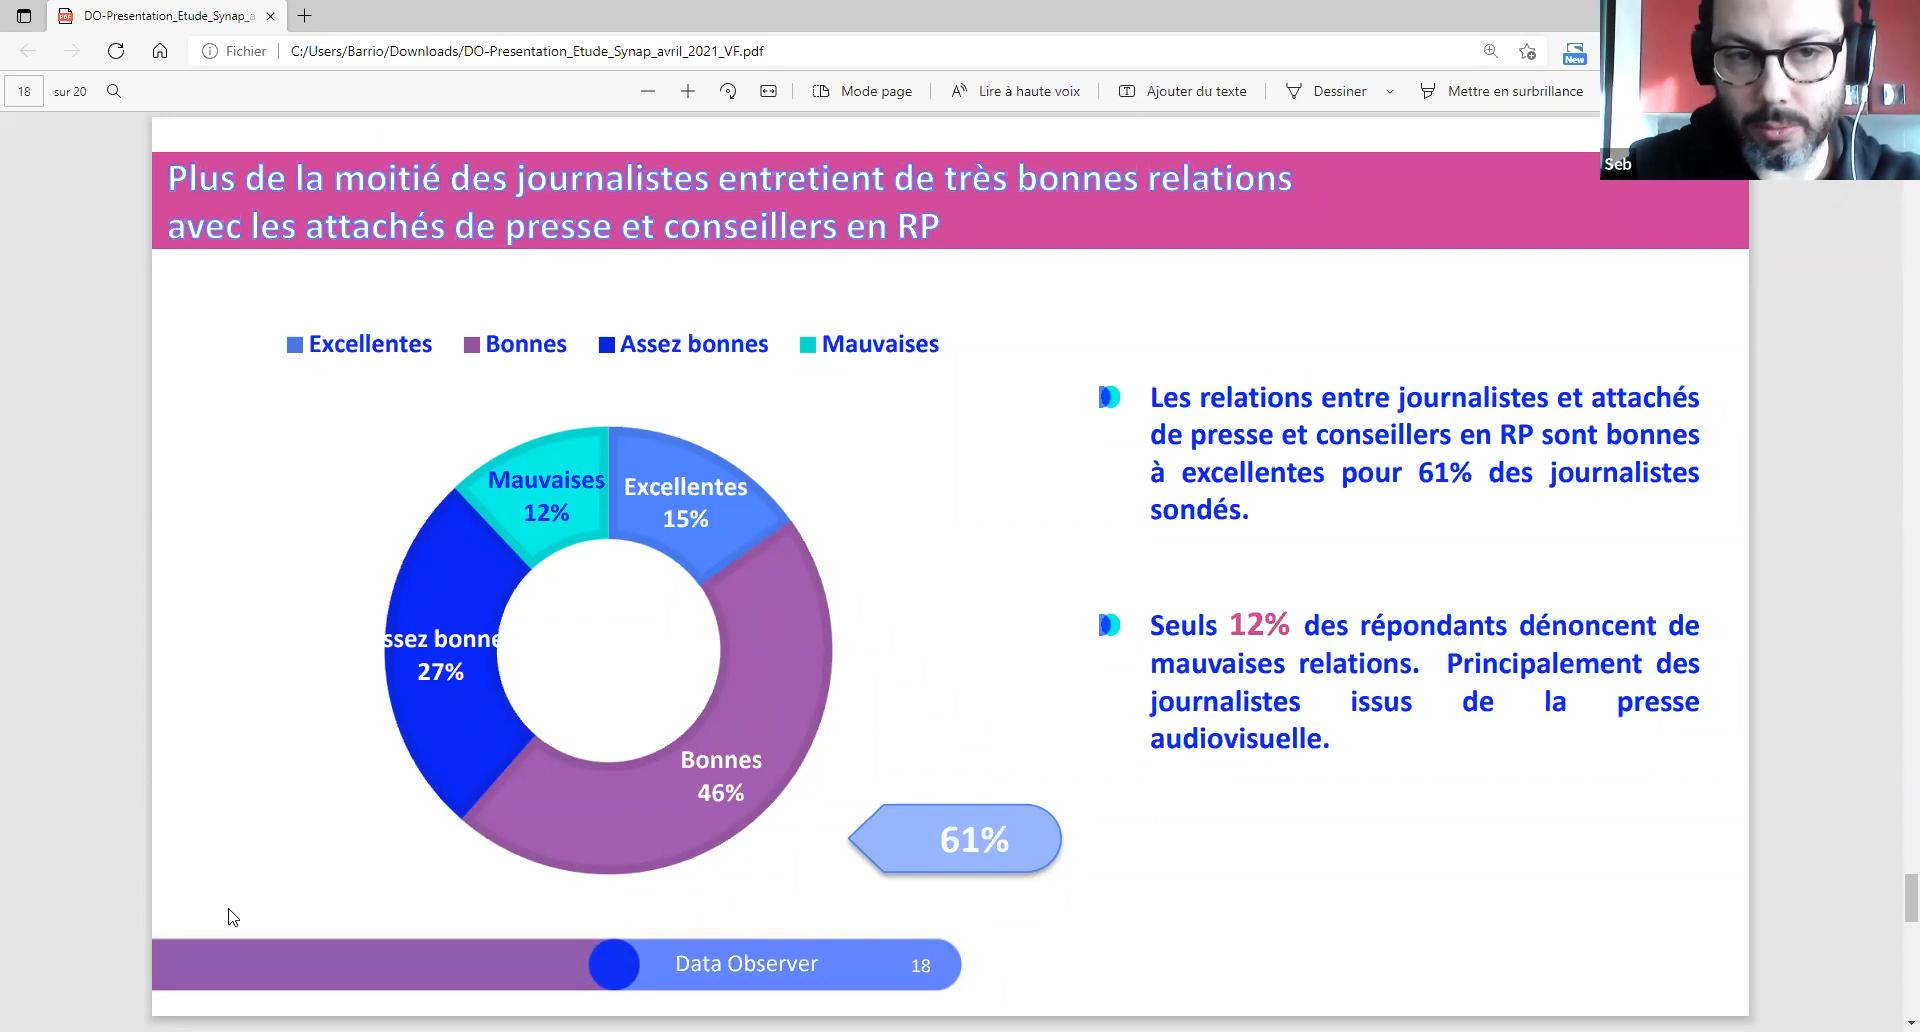 DO-Presentation_Etude_Synap_a
Fichier
C:/Users/Barrio/Downloads/DO-Presentation_Etude_Synap_avril_2021_VF.pdf
New
18 sur 20
Mode page
Lire à haute voix
Ajouter du texte
Dessiner
Mettre en surbrillance
Seb
Plus de la moitié des journalistes entretient de très bonnes relations
avec les attachés de presse et conseillers en RP
Excellentes Bonnes Assez bonnes Mauvaises
Mauvaises
12%
Excellentes
15%
ssez bonne
27%
Bonnes
46%
61%
Les relations entre journalistes et attachés
de presse et conseillers en RP sont bonnes
à excellentes pour 61% des journalistes
sondés.
Seuls 12% des répondants dénoncent de
mauvaises relations. Principalement des
journalistes issus de la presse
audiovisuelle.
Data Observer 18